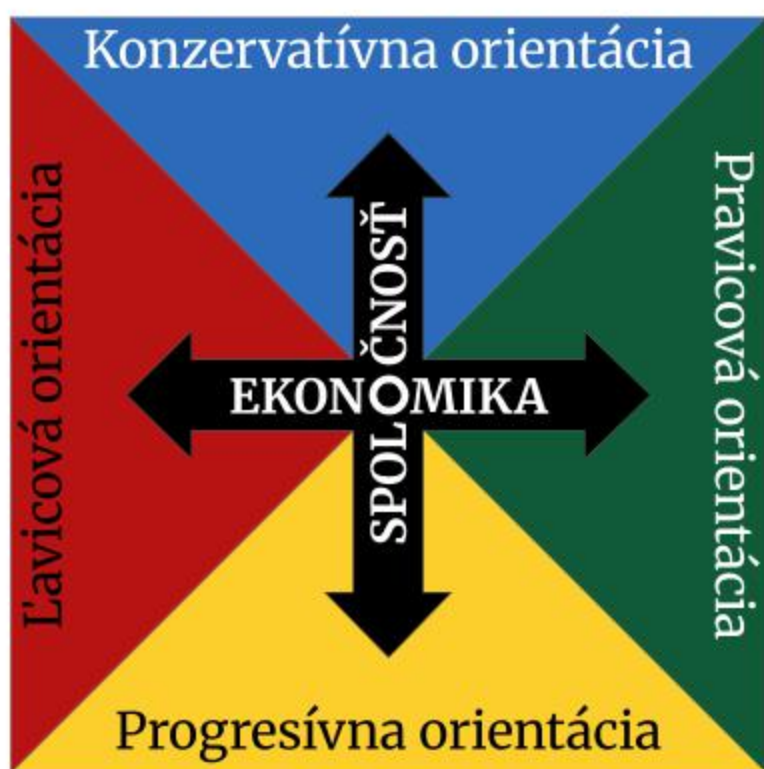 Konzervatívna orientácia
Ľavicová orientácia
SPOLOČNOSŤ
EKONOMIKA
Pravicová orientácia
Progresívna orientácia